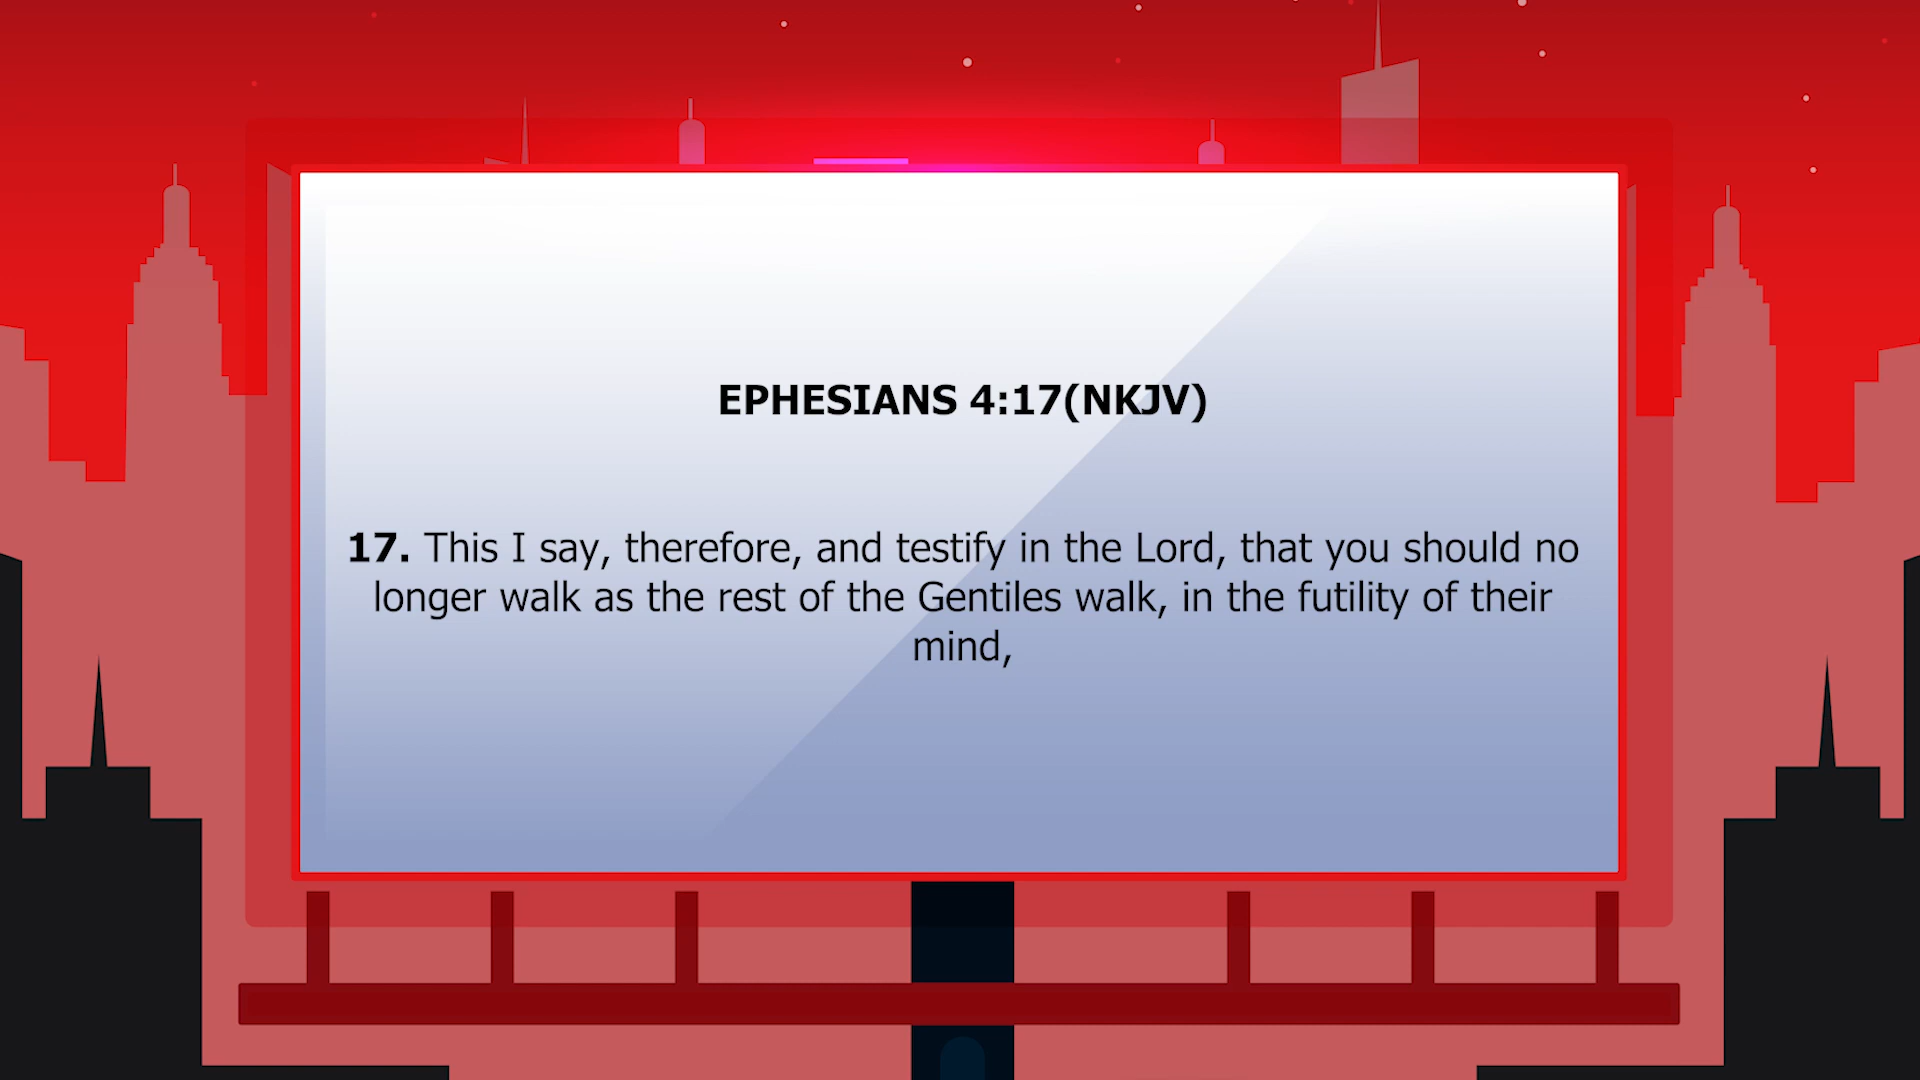 EPHESIANS 4:17(NKJV)
17. This I say, therefore, and testify in the Lord, that you should no
longer walk as the rest of the Gentiles walk, in the futility of their
mind,